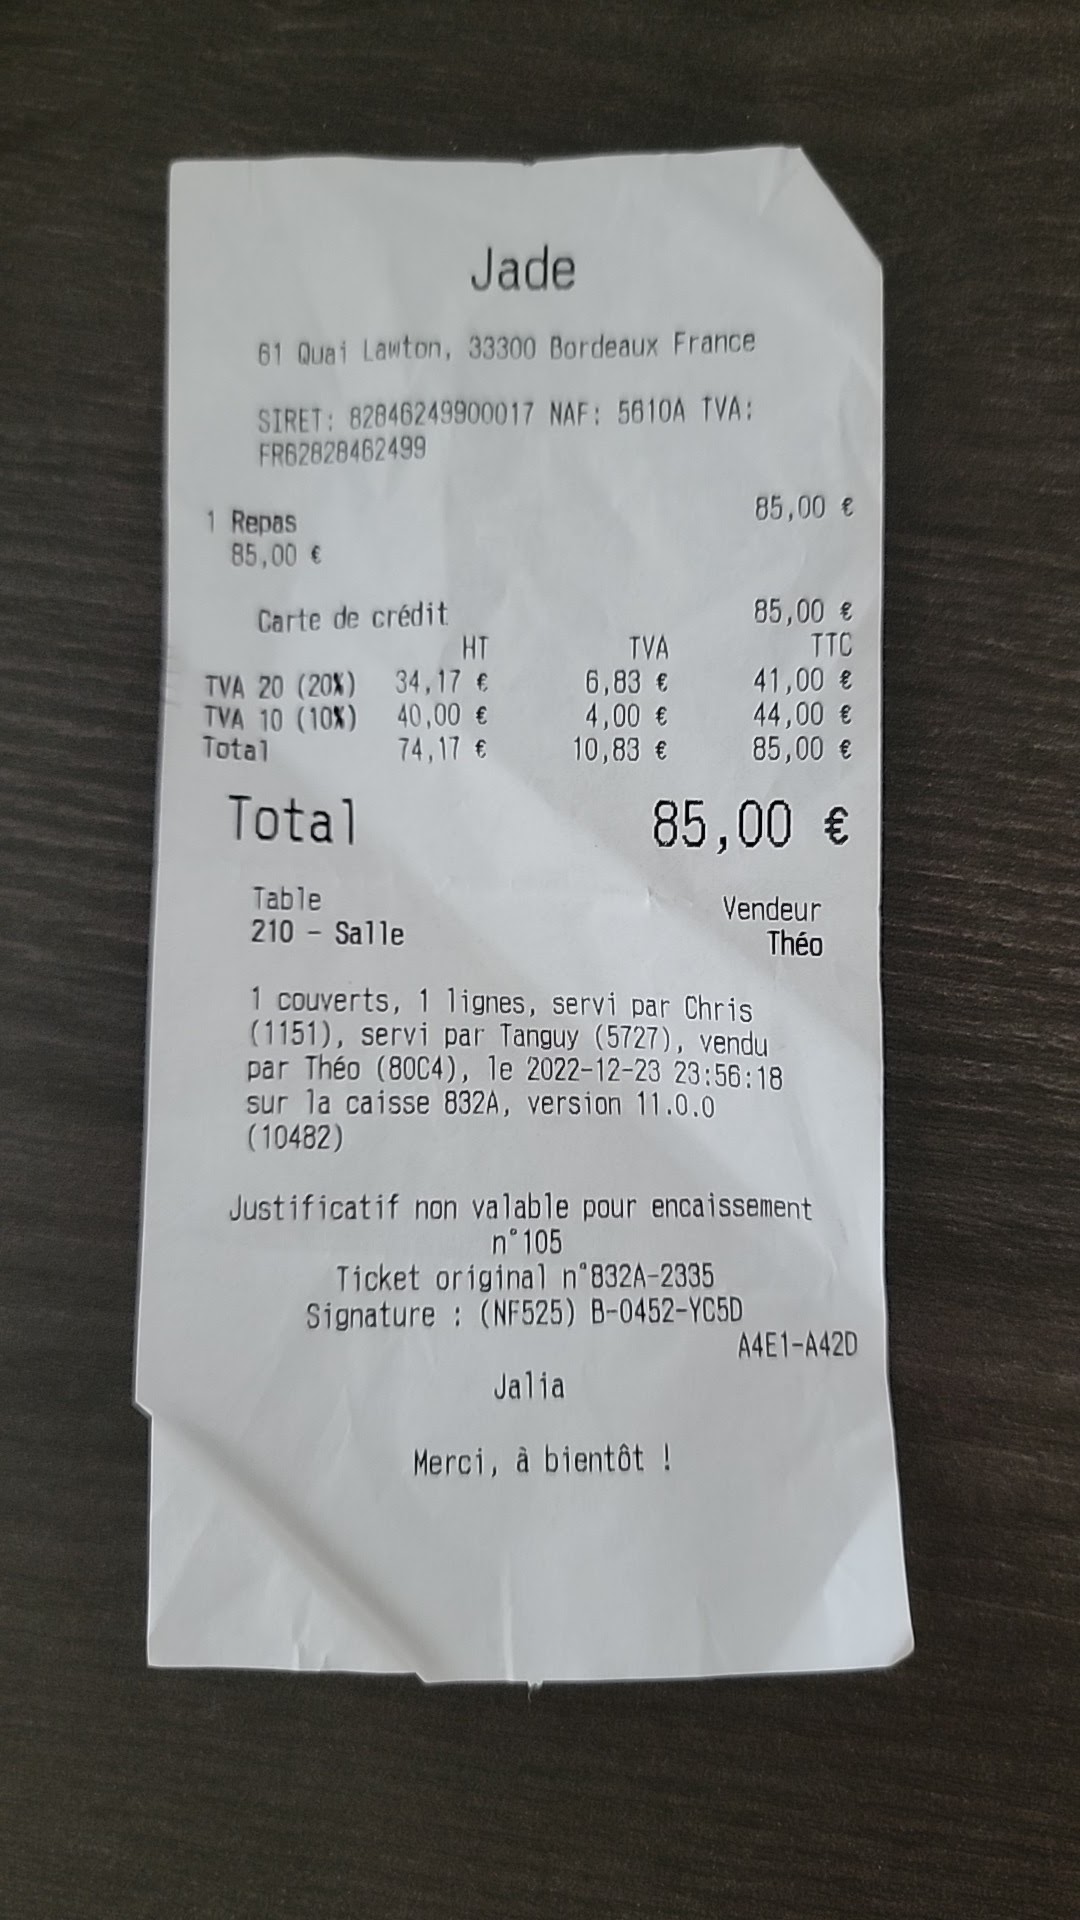 Jade
61 Quai Lawton, 33300 Bordeaux France
SIRET: 82846249900017 NAF: 5610A TVA:
FR62828462499
1 Repas 85,00 €
85,00 €
Carte de crédit 85,00 €
HT TVA TTC
TVA 20 (20%) 34,17 € 6,83 € 41,00 €
TVA 10 (10%) 40,00 € 4,00 € 44,00 €
Total 74,17 € 10,83 € 85,00 €
Total 85,00 €
Table Vendeur
210 - Salle Théo
1 couverts, 1 lignes, servi par Chris
(1151), servi par Tanguy (5727), vendu
par Théo (80C4), le 2022-12-23 23:56:18
sur la caisse 832A, version 11.0.0
(10482)
Justificatif non valable pour encaissement
n°105
Ticket original n°832A-2335
Signature : (NF525) B-0452-YC5D
A4E1-A42D
Jalia
Merci, à bientôt !